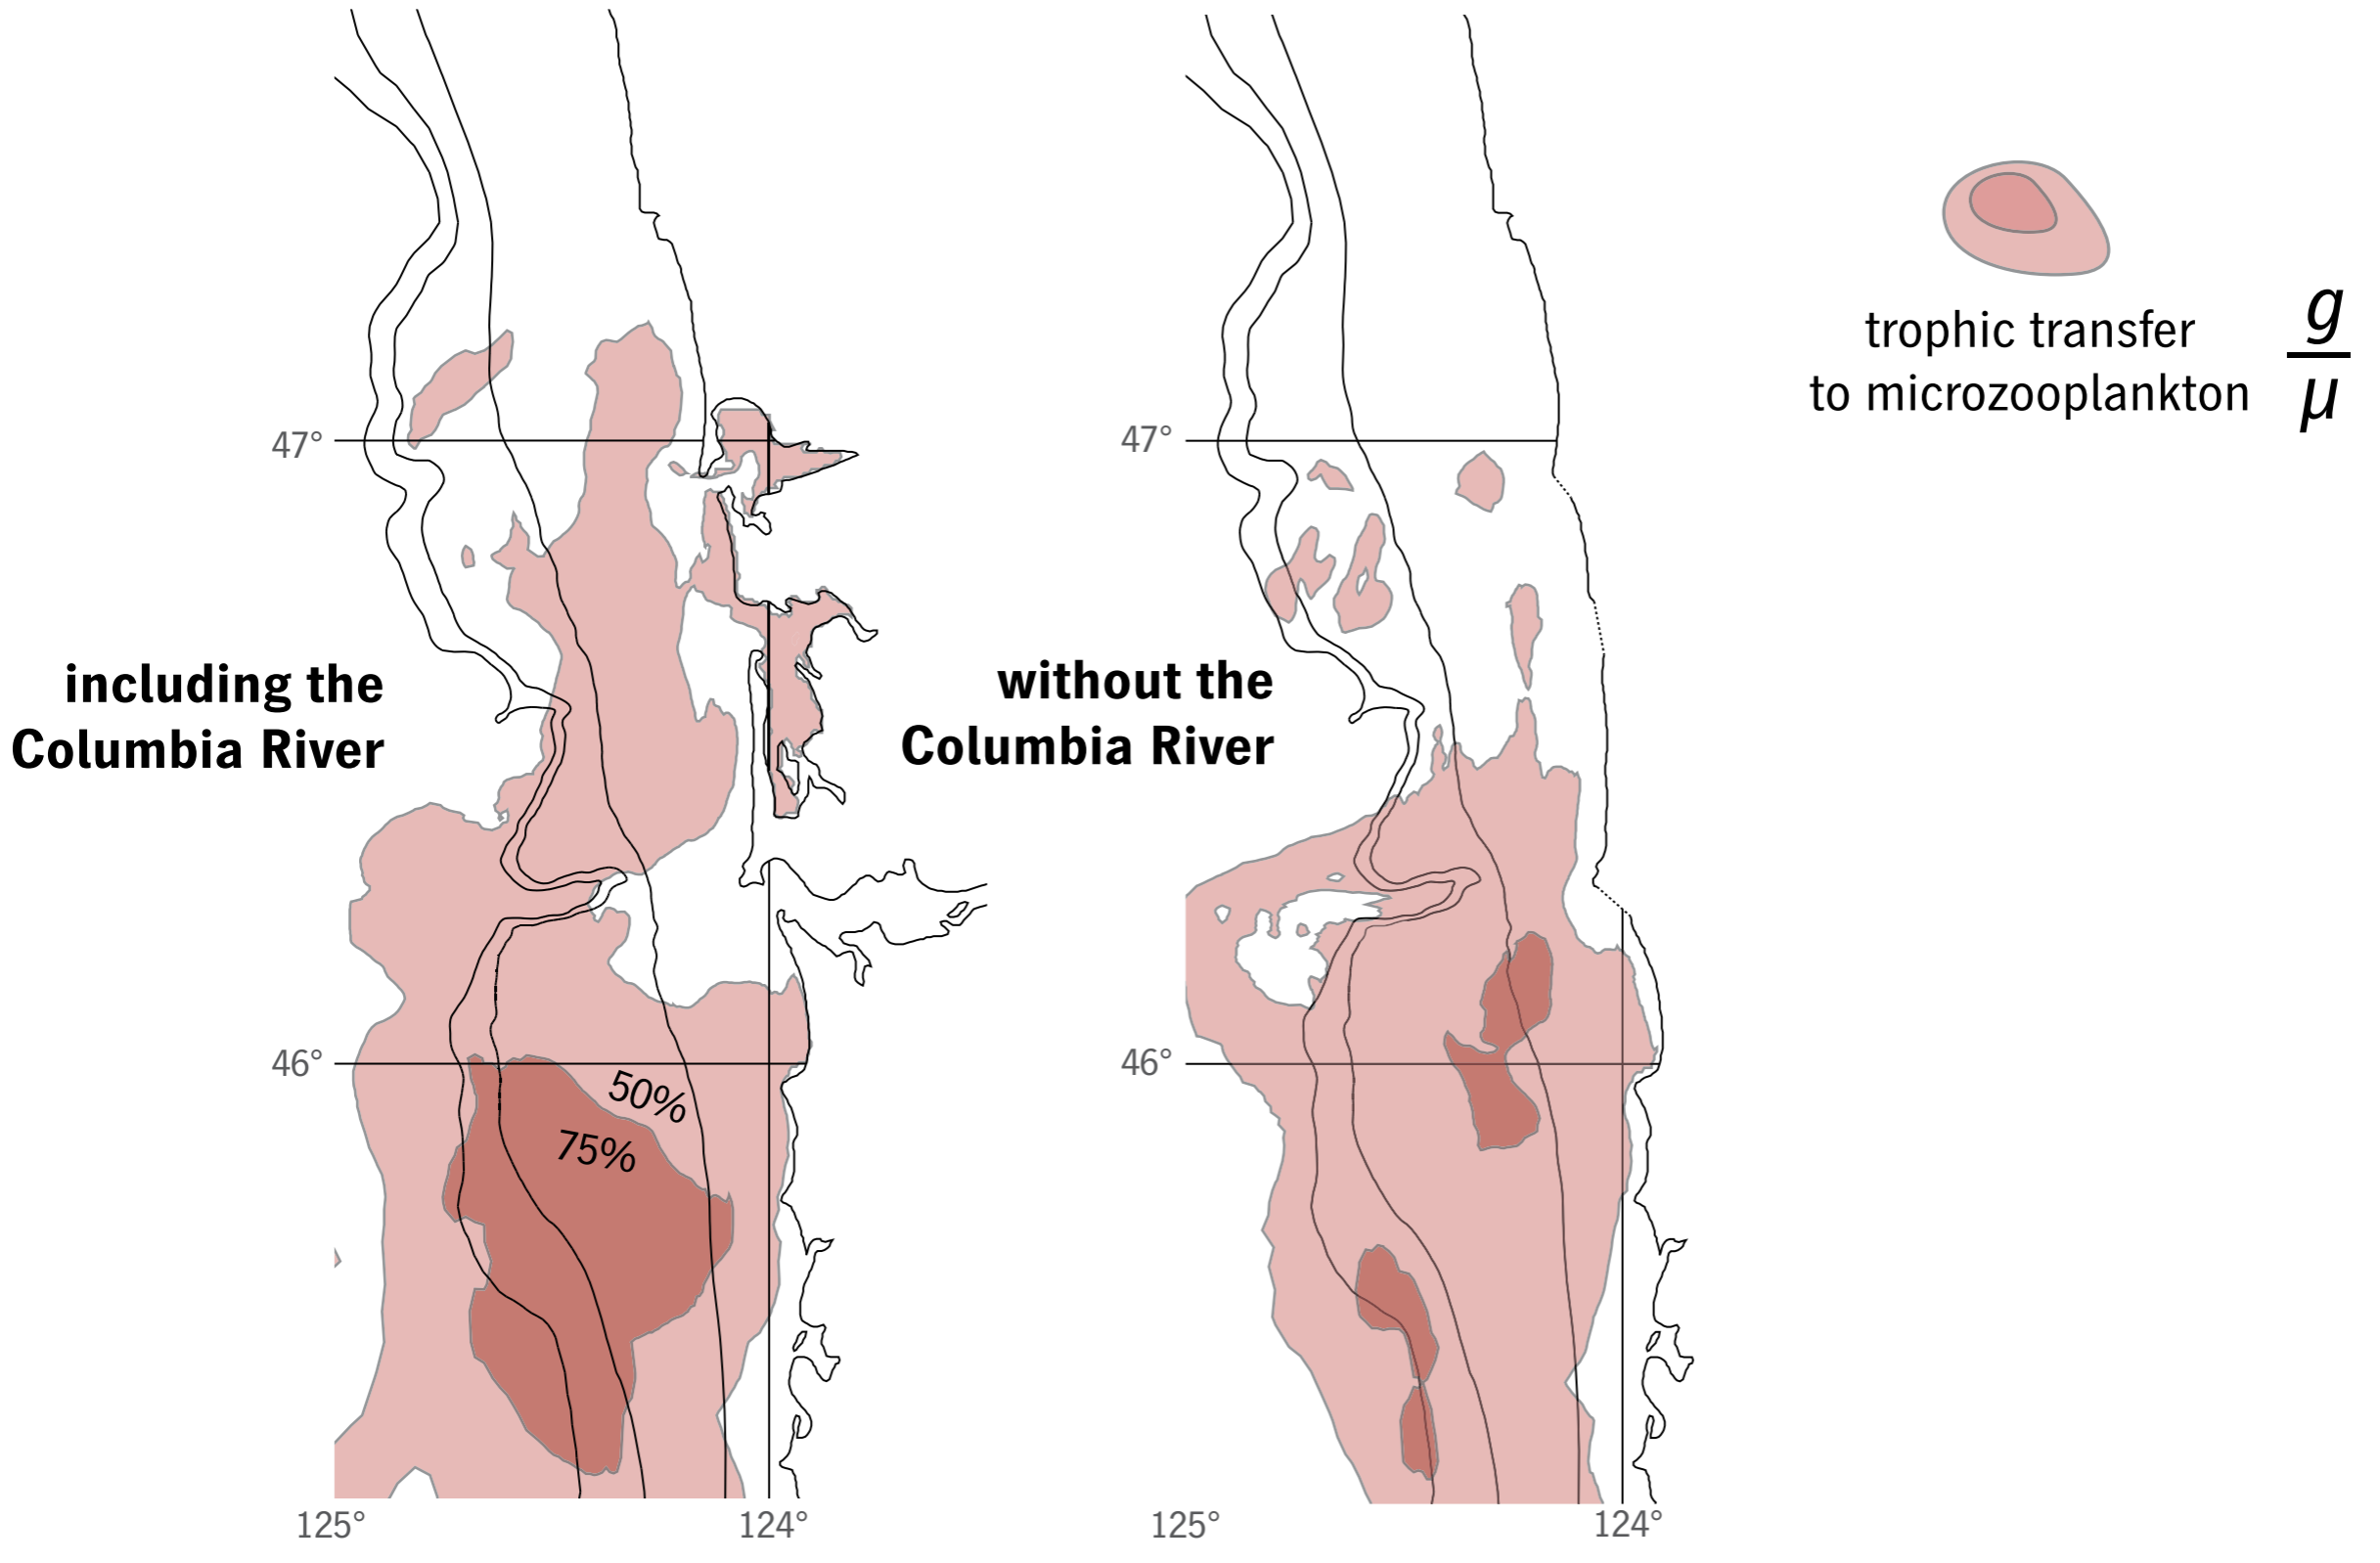 including the
Columbia River
47°
46°
50%
75%
125°
124°
without the
Columbia River
47°
46°
125°
124°
trophic transfer
to microzooplankton
g
μ